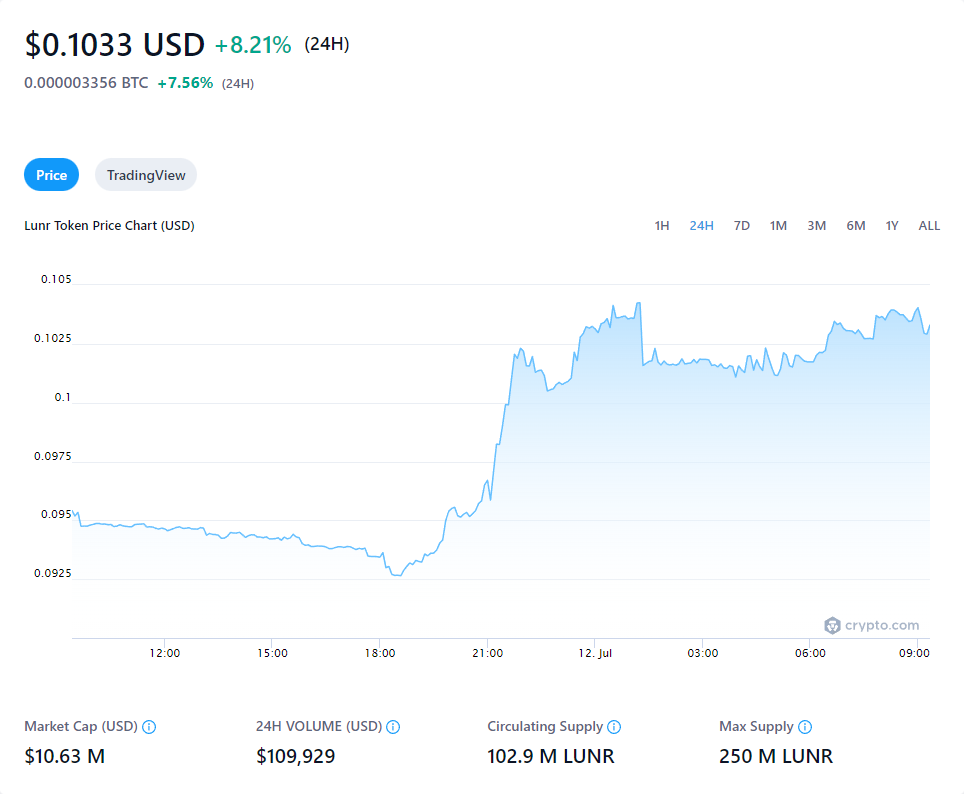 $0.1033 USD +8.21% (24H)
0.000003356 BTC +7.56% (24H)
Price TradingView
Lunr Token Price Chart (USD) 1H 24H 7D 1M 3M 6M 1Y ALL
0.105
0.1025
0.1
0.0975
0.095
0.0925
crypto.com
12:00 15:00 18:00 21:00 12. Jul 03:00 06:00 09:00
Market Cap (USD) 24H VOLUME (USD) Circulating Supply Max Supply
$10.63 M $109,929 102.9 M LUNR 250 M LUNR